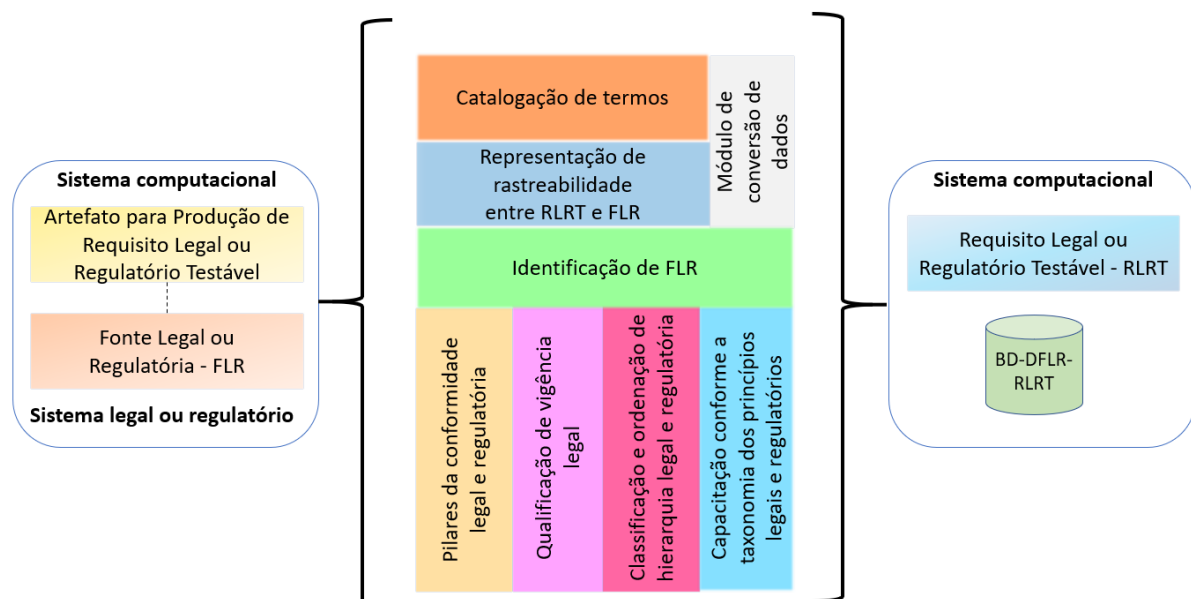 Sistema computacional
Artefato para Produção de
Requisito Legal ou
Regulatório Testável
Fonte Legal ou
Regulatória - FLR
Sistema legal ou regulatório
Catalogação de termos
Módulo de
conversão de
dados
Representação de
rastreabilidade
entre RLRT e FLR
Identificação de FLR
Pilares da conformidade
legal e regulatória
Qualificação de vigência
legal
Classificação e ordenação de
hierarquia legal e regulatória
Capacitação conforme a
taxonomia dos princípios
legais e regulatórios
Sistema computacional
Requisito Legal ou
Regulatório Testável - RLRT
BD-DFLR-
RLRT